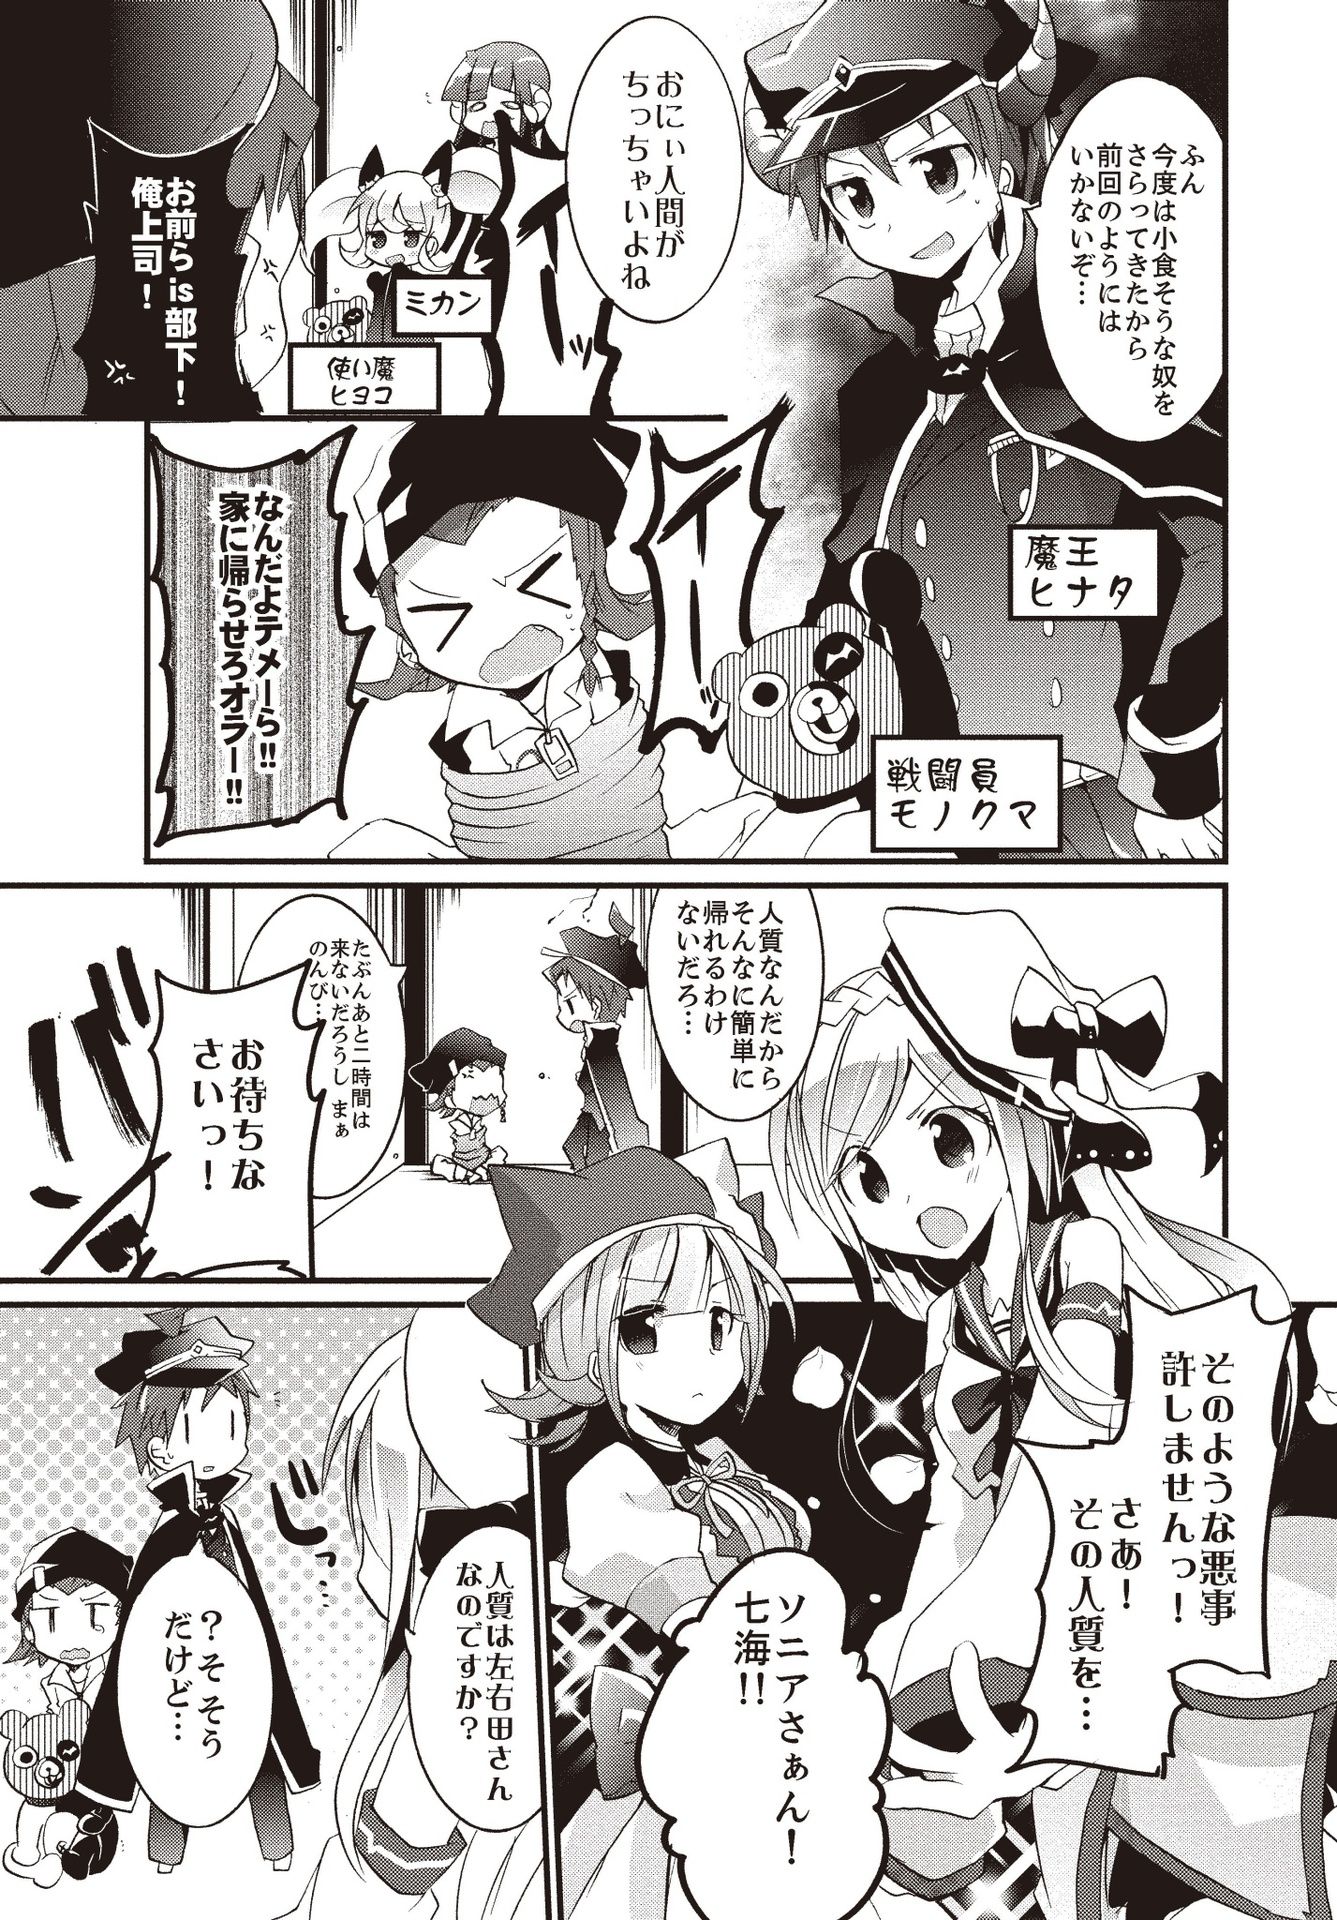 ふん
今度は小食そうな奴を
さらってきたから
前回のようには
いかないぞ…
魔王
ヒナタ
おにぃ人間が
ちっちゃいよね
ミカン
使い魔
ヒヨコ
お前らis部下！
俺上司！
戦闘員
モノクマ
なんだよテメーら!!
家に帰らせろオラー!!
人質なんだから
そんなに簡単に
帰れるわけ
ないだろ…
たぶんあと二時間は
来ないだろうし まぁ
のんび…
お待ちな
さいっ！
そのような悪事
許しませんっ！
さあ！
その人質を…
ソニアさぁん！
七海!!
人質は左右田さん
なのですか？
じっ…
？そ そう
だけど…